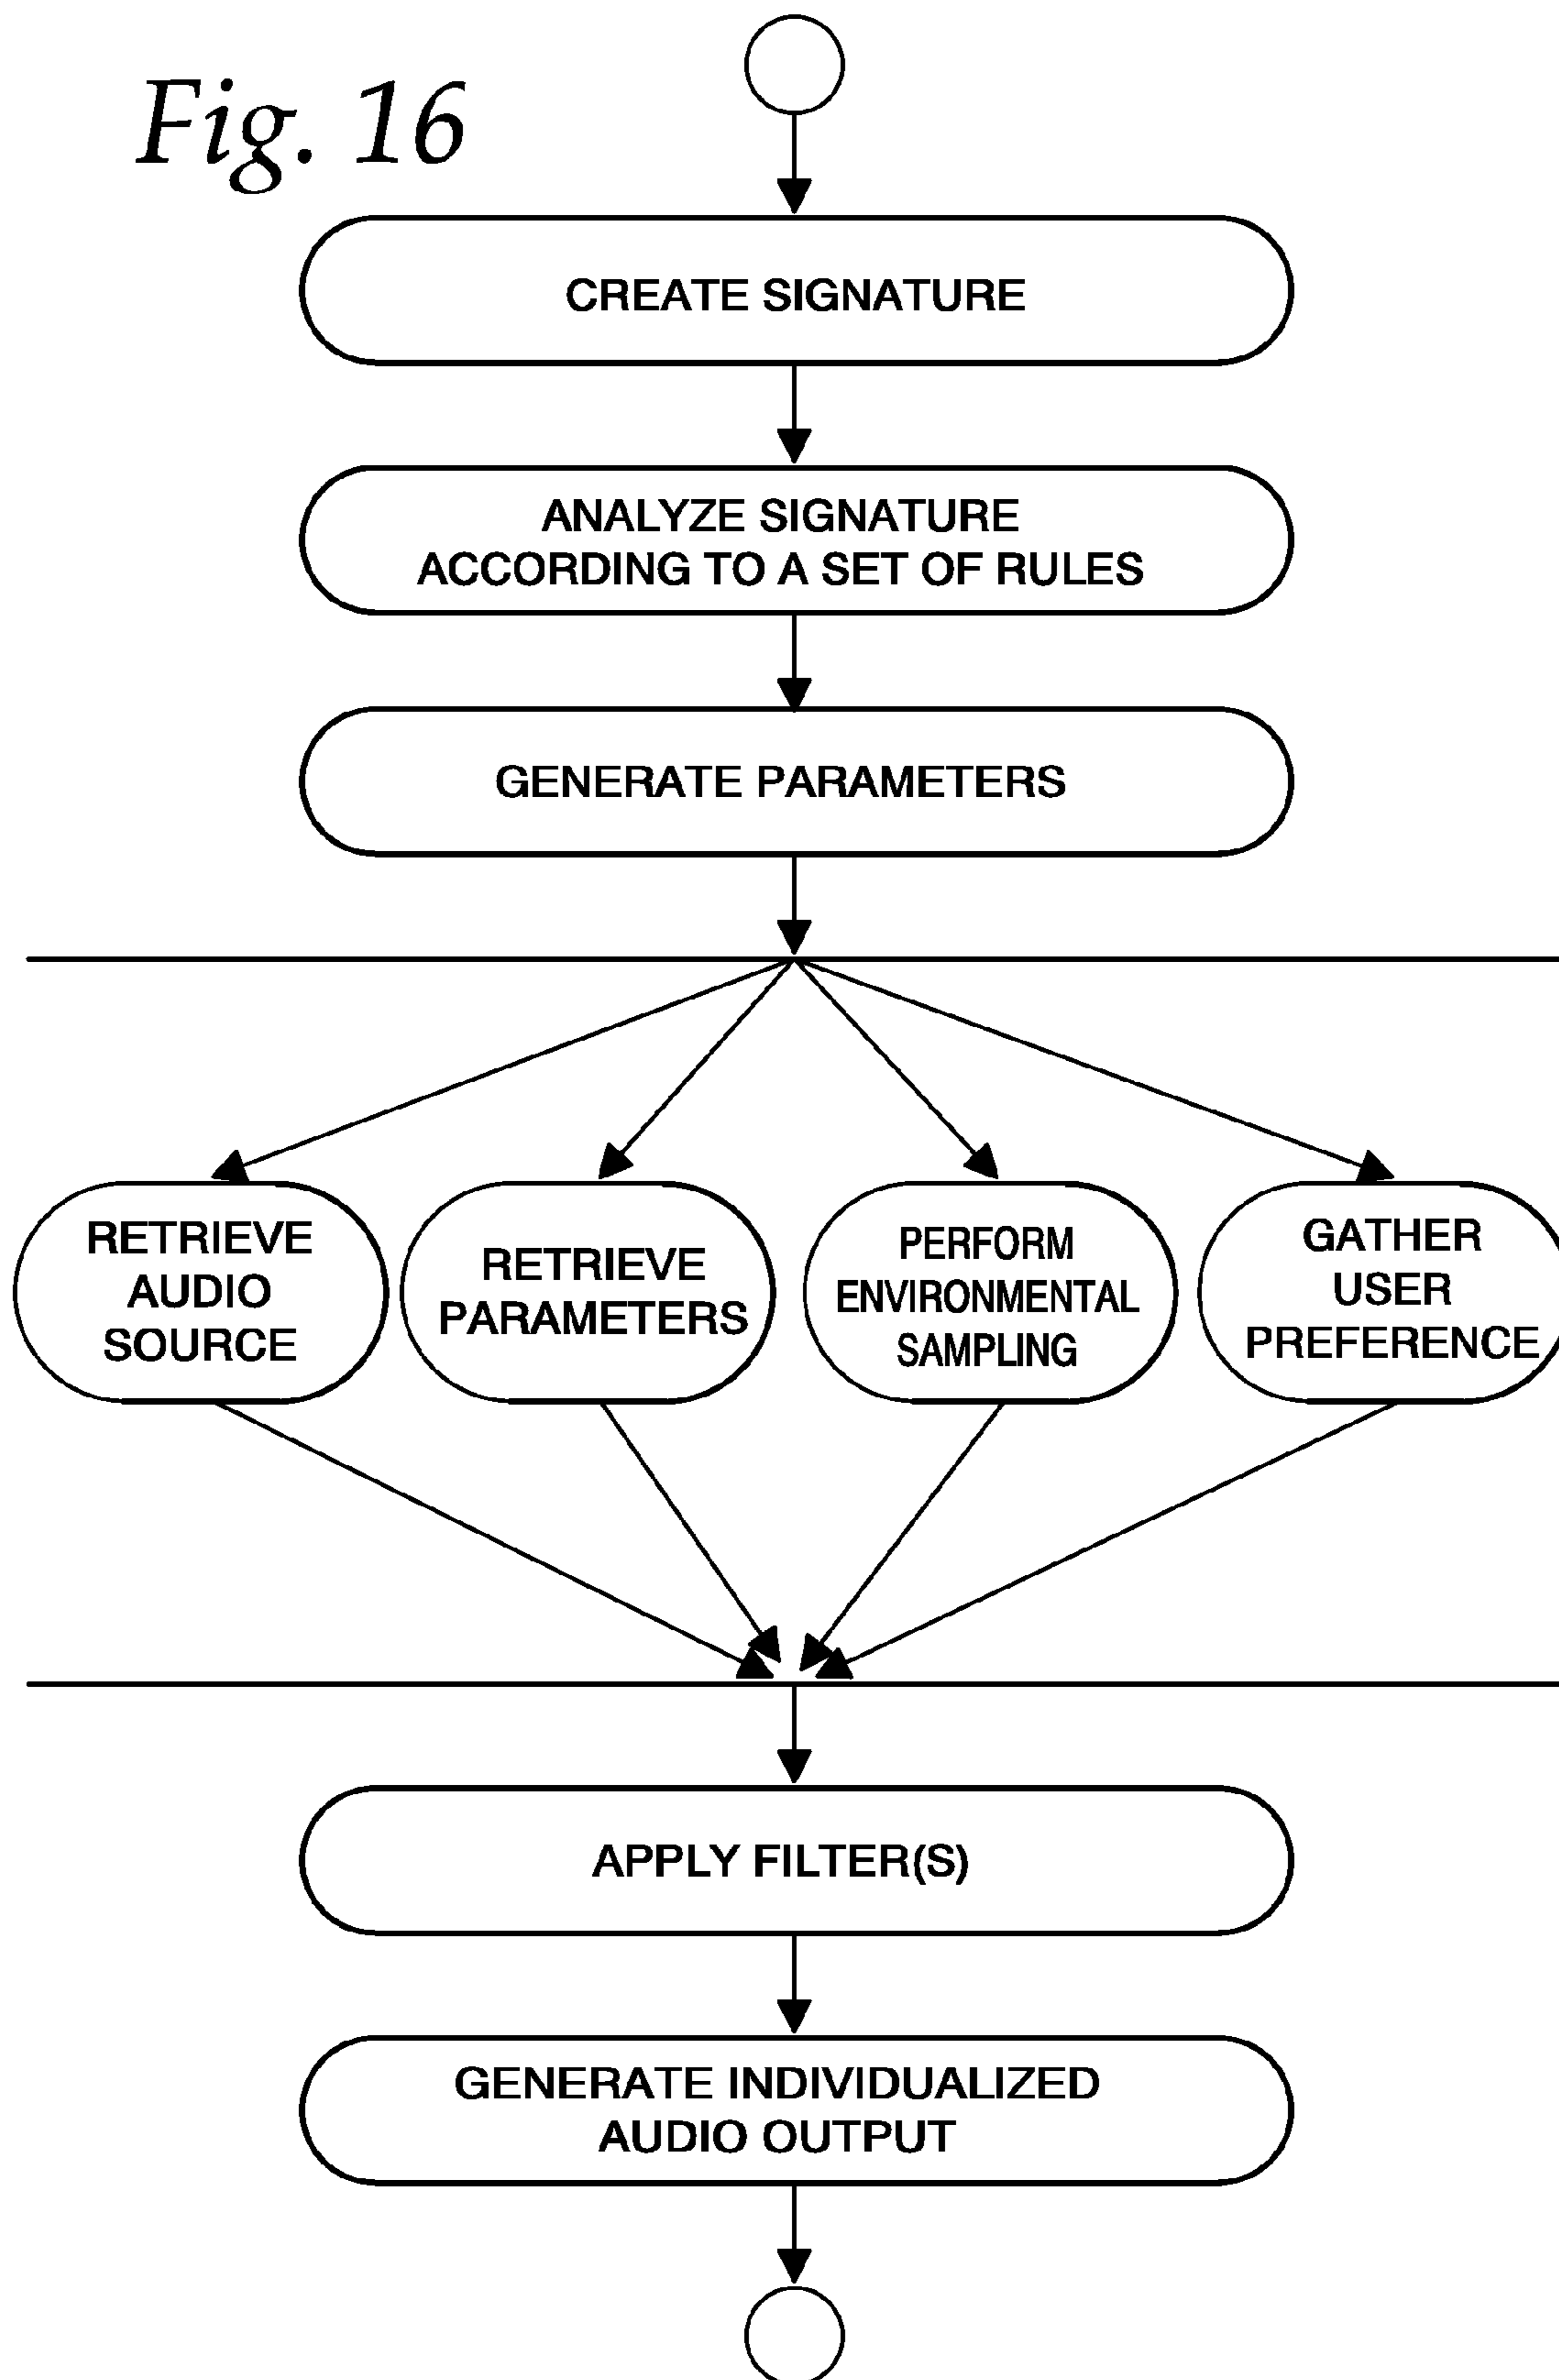 Fig. 16
CREATE SIGNATURE
ANALYZE SIGNATURE
ACCORDING TO A SET OF RULES
GENERATE PARAMETERS
RETRIEVE
AUDIO
SOURCE
RETRIEVE
PARAMETERS
PERFORM
ENVIRONMENTAL
SAMPLING
GATHER
USER
PREFERENCE
APPLY FILTER(S)
GENERATE INDIVIDUALIZED
AUDIO OUTPUT